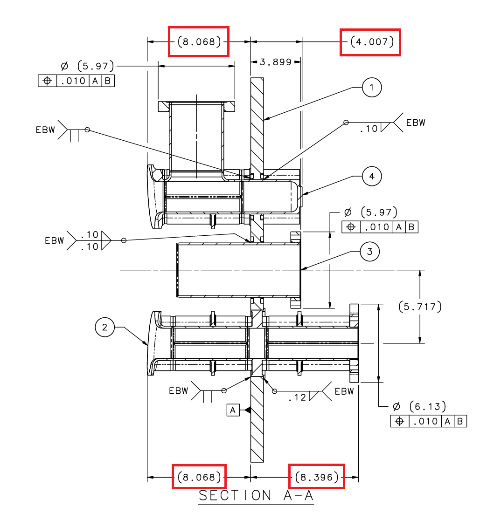 (8.068) (4.007)
3.899
Ø (5.97)
⌖ .010 A B
1
EBW
.10 EBW
4
Ø (5.97)
⌖ .010 A B
EBW .10
.10
3
(5.717)
2
EBW
.12 EBW
Ø (6.13)
⌖ .010 A B
A
(8.068) (8.396)
SECTION A-A